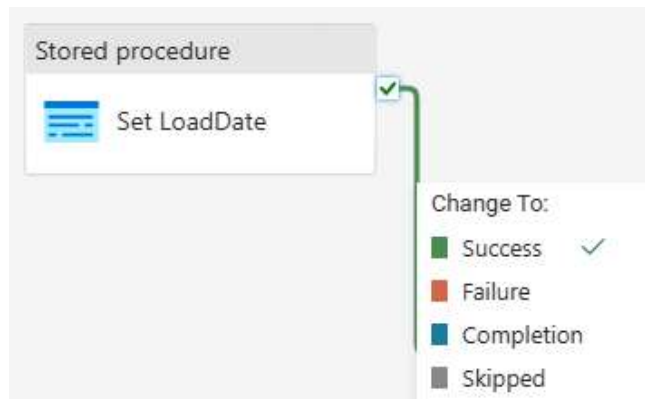 Stored procedure
Set LoadDate
Change To:
Success
Failure
Completion
Skipped